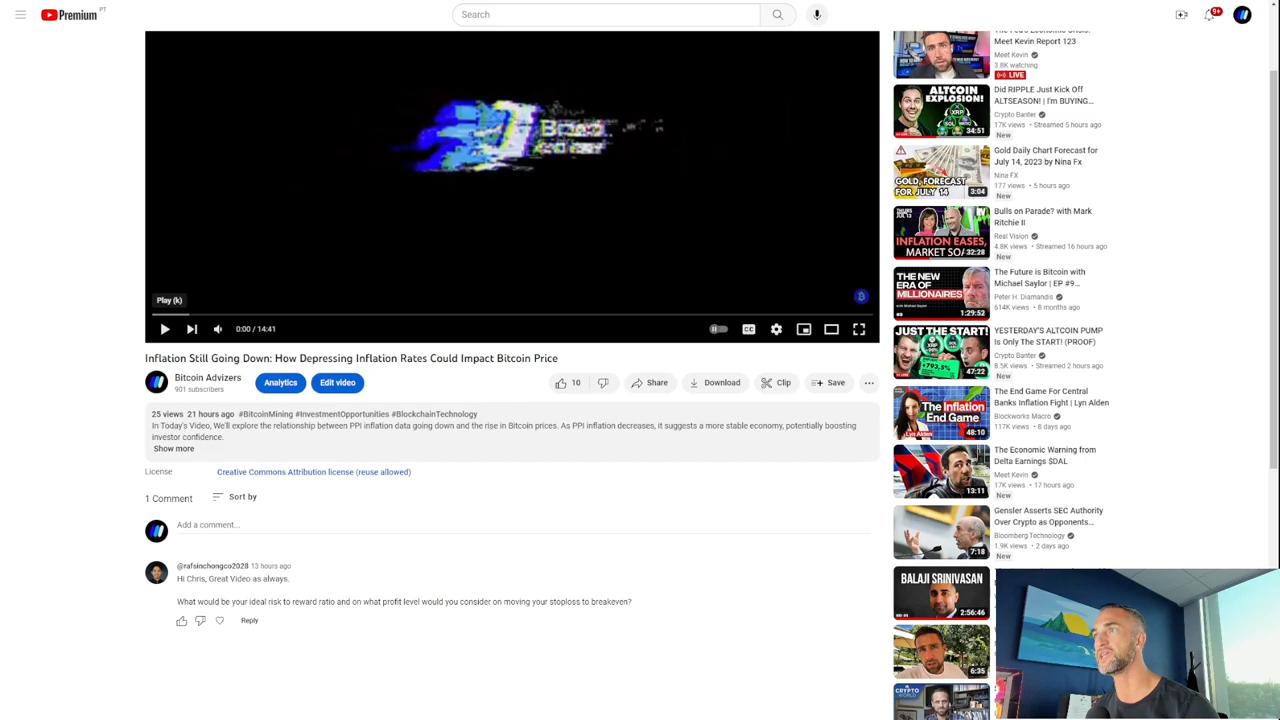 Premium
PT
Search
9+
Play (k)
0:00 / 14:41
CC
Inflation Still Going Down: How Depressing Inflation Rates Could Impact Bitcoin Price
Bitcoin Advizers
901 subscribers
Analytics
Edit video
10
Share
Download
Clip
Save
25 views 21 hours ago #BitcoinMining #InvestmentOpportunities #BlockchainTechnology
In Today's Video, We'll explore the relationship between PPI inflation data going down and the rise in Bitcoin prices. As PPI inflation decreases, it suggests a more stable economy, potentially boosting
investor confidence.
Show more
License
Creative Commons Attribution license (reuse allowed)
1 Comment
Sort by
Add a comment...
@rafsinchongco2028 13 hours ago
Hi Chris, Great Video as always.
What would be your ideal risk to reward ratio and on what profit level would you consider on moving your stoploss to breakeven?
Reply
Meet Kevin Report 123
Meet Kevin
3.8K watching
LIVE
ALTCOIN
EXPLOSION!
XRP
SOL
34:51
Did RIPPLE Just Kick Off
ALTSEASON! | I'm BUYING...
Crypto Banter
17K views • Streamed 5 hours ago
New
GOLD, FORECAST
FOR JULY 14
3:04
Gold Daily Chart Forecast for
July 14, 2023 by Nina Fx
Nina FX
177 views • 5 hours ago
New
INFLATION EASES,
MARKET SOA
32:28
Bulls on Parade? with Mark
Ritchie II
Real Vision
4.8K views • Streamed 16 hours ago
New
THE NEW
ERA OF
MILLIONAIRES
1:29:52
The Future is Bitcoin with
Michael Saylor | EP #9...
Peter H. Diamandis
614K views • 8 months ago
JUST THE START!
XRP
+793,5%
47:22
YESTERDAY'S ALTCOIN PUMP
Is Only The START! (PROOF)
Crypto Banter
8.5K views • Streamed 2 hours ago
New
The Inflation
End Game
Lyn Alden
48:10
The End Game For Central
Banks Inflation Fight | Lyn Alden
Blockworks Macro
117K views • 8 days ago
13:11
The Economic Warning from
Delta Earnings $DAL
Meet Kevin
17K views • 17 hours ago
New
7:18
Gensler Asserts SEC Authority
Over Crypto as Opponents...
Bloomberg Technology
1.9K views • 2 days ago
New
BALAJI SRINIVASAN
2:56:46
6:35
CRYPTO
WORLD